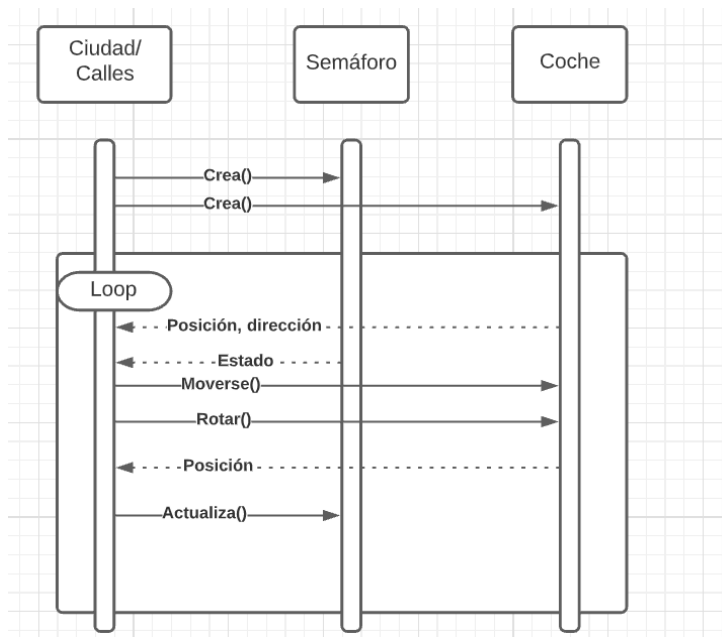 Ciudad/
Calles
Semáforo
Coche
Crea()
Crea()
Loop
Posición, dirección
Estado
Moverse()
Rotar()
Posición
Actualiza()